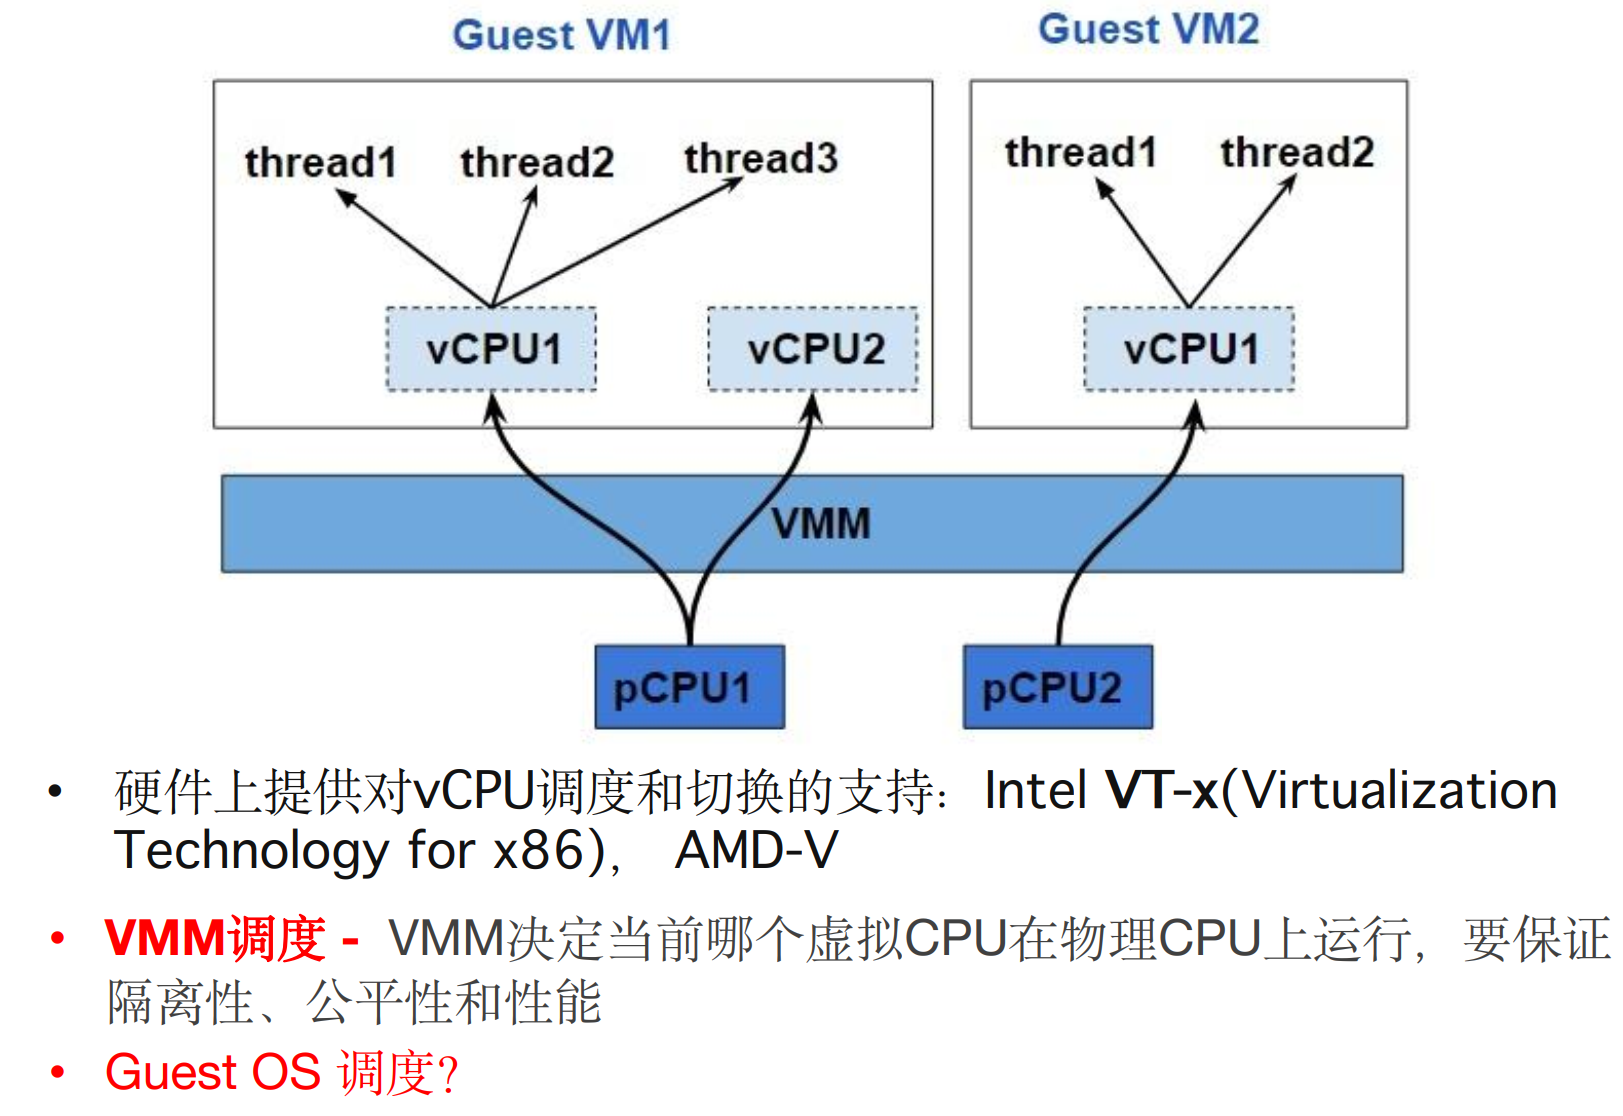 Guest VM1
Guest VM2
thread1 thread2 thread3
thread1 thread2
vCPU1 vCPU2
vCPU1
VMM
pCPU1 pCPU2
• 硬件上提供对vCPU调度和切换的支持：Intel VT-x(Virtualization
Technology for x86)， AMD-V
• VMM调度 - VMM决定当前哪个虚拟CPU在物理CPU上运行，要保证
隔离性、公平性和性能
• Guest OS 调度？